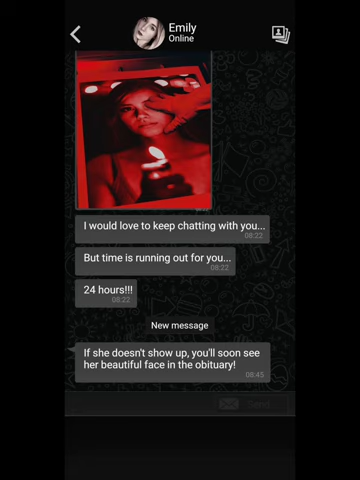 Emily
Online
I would love to keep chatting with you...
08:22
But time is running out for you...
08:22
24 hours!!!
08:22
New message
If she doesn't show up, you'll soon see
her beautiful face in the obituary!
08:45
Send